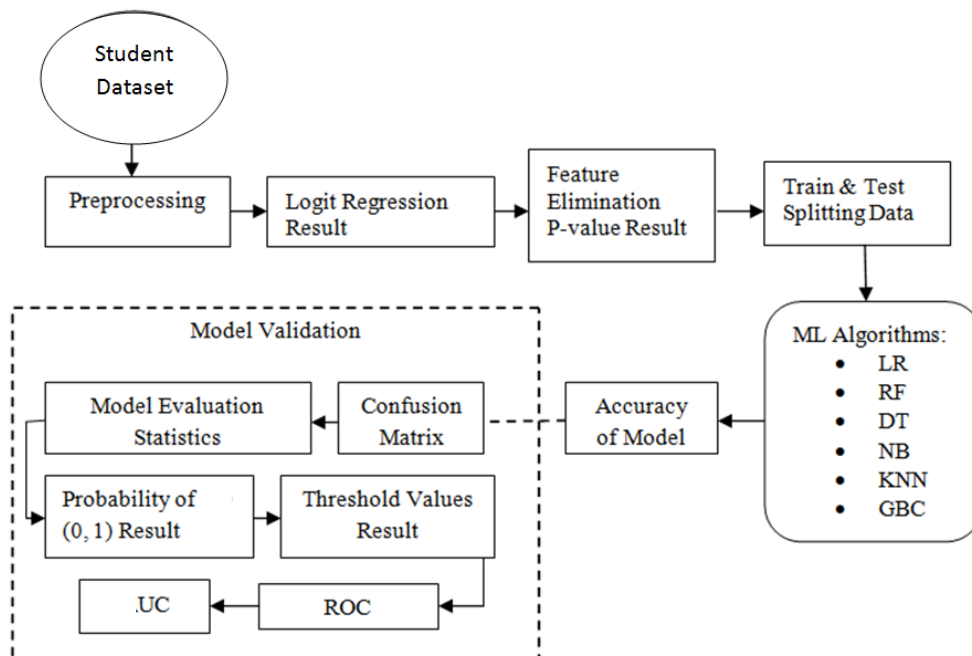 Student
Dataset
Preprocessing
Logit Regression
Result
Feature
Elimination
P-value Result
Train & Test
Splitting Data
ML Algorithms:
• LR
• RF
• DT
• NB
• KNN
• GBC
Accuracy
of Model
Model Validation
Confusion
Matrix
Model Evaluation
Statistics
Probability of
(0, 1) Result
Threshold Values
Result
ROC
.UC